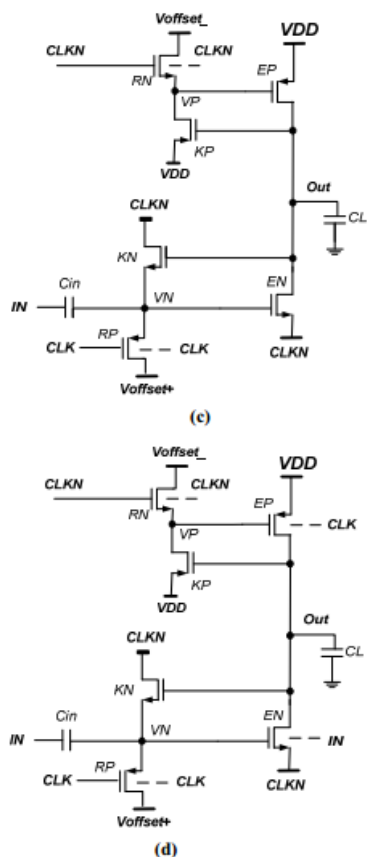 Voffset_
VDD
CLKN
CLKN
EP
RN
VP
KP
VDD
Out
CLKN
CL
KN
Cin
EN
IN
VN
RP
CLK
CLK
CLKN
Voffset+
(c)
Voffset_
VDD
CLKN
CLKN
EP
CLK
RN
VP
KP
VDD
Out
CLKN
CL
KN
Cin
EN
IN
VN
IN
RP
CLK
CLK
CLKN
Voffset+
(d)